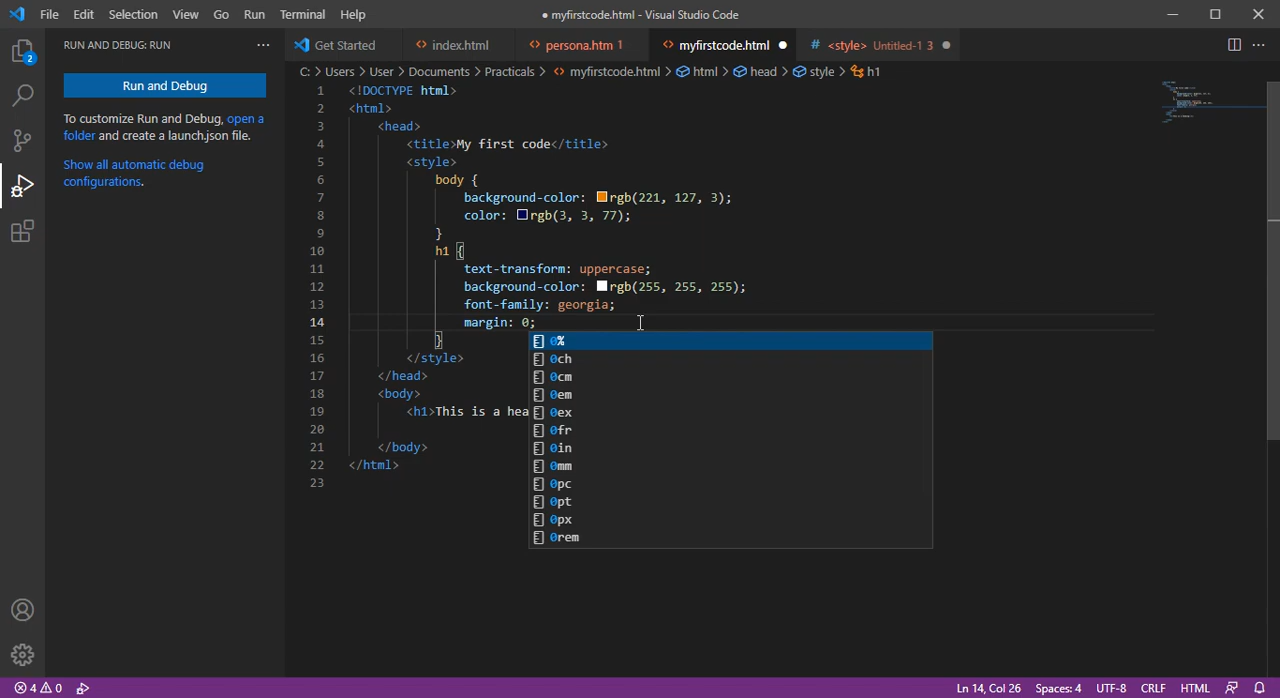 File Edit Selection View Go Run Terminal Help
● myfirstcode.html - Visual Studio Code
2
RUN AND DEBUG: RUN
Run and Debug
To customize Run and Debug, open a
folder and create a launch.json file.
Show all automatic debug
configurations.
Get Started
index.html
persona.htm 1
myfirstcode.html
# <style> Untitled-1 3
C: > Users > User > Documents > Practicals > <> myfirstcode.html > html > head > style > h1
1 <!DOCTYPE html>
2 <html>
3 <head>
4 <title>My first code</title>
5 <style>
6 body {
7 background-color: rgb(221, 127, 3);
8 color: rgb(3, 3, 77);
9 }
10 h1 {
11 text-transform: uppercase;
12 background-color: rgb(255, 255, 255);
13 font-family: georgia;
14 margin: 0;
15 }
16 </style>
17 </head>
18 <body>
19 <h1>This is a hea
20
21 </body>
22 </html>
23
0%
0ch
0cm
0em
0ex
0fr
0in
0mm
0pc
0pt
0px
0rem
4 0
Ln 14, Col 26 Spaces: 4 UTF-8 CRLF HTML